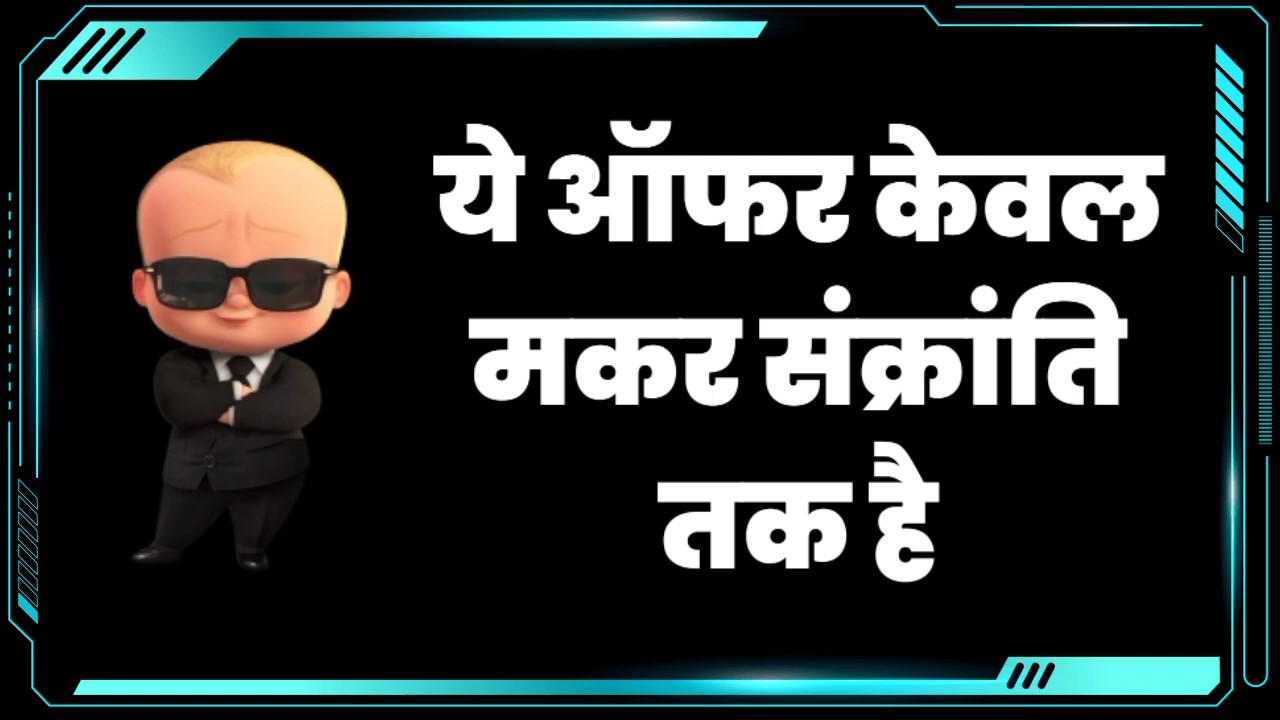 ये ऑफर केवल
मकर संक्रांति
तक है